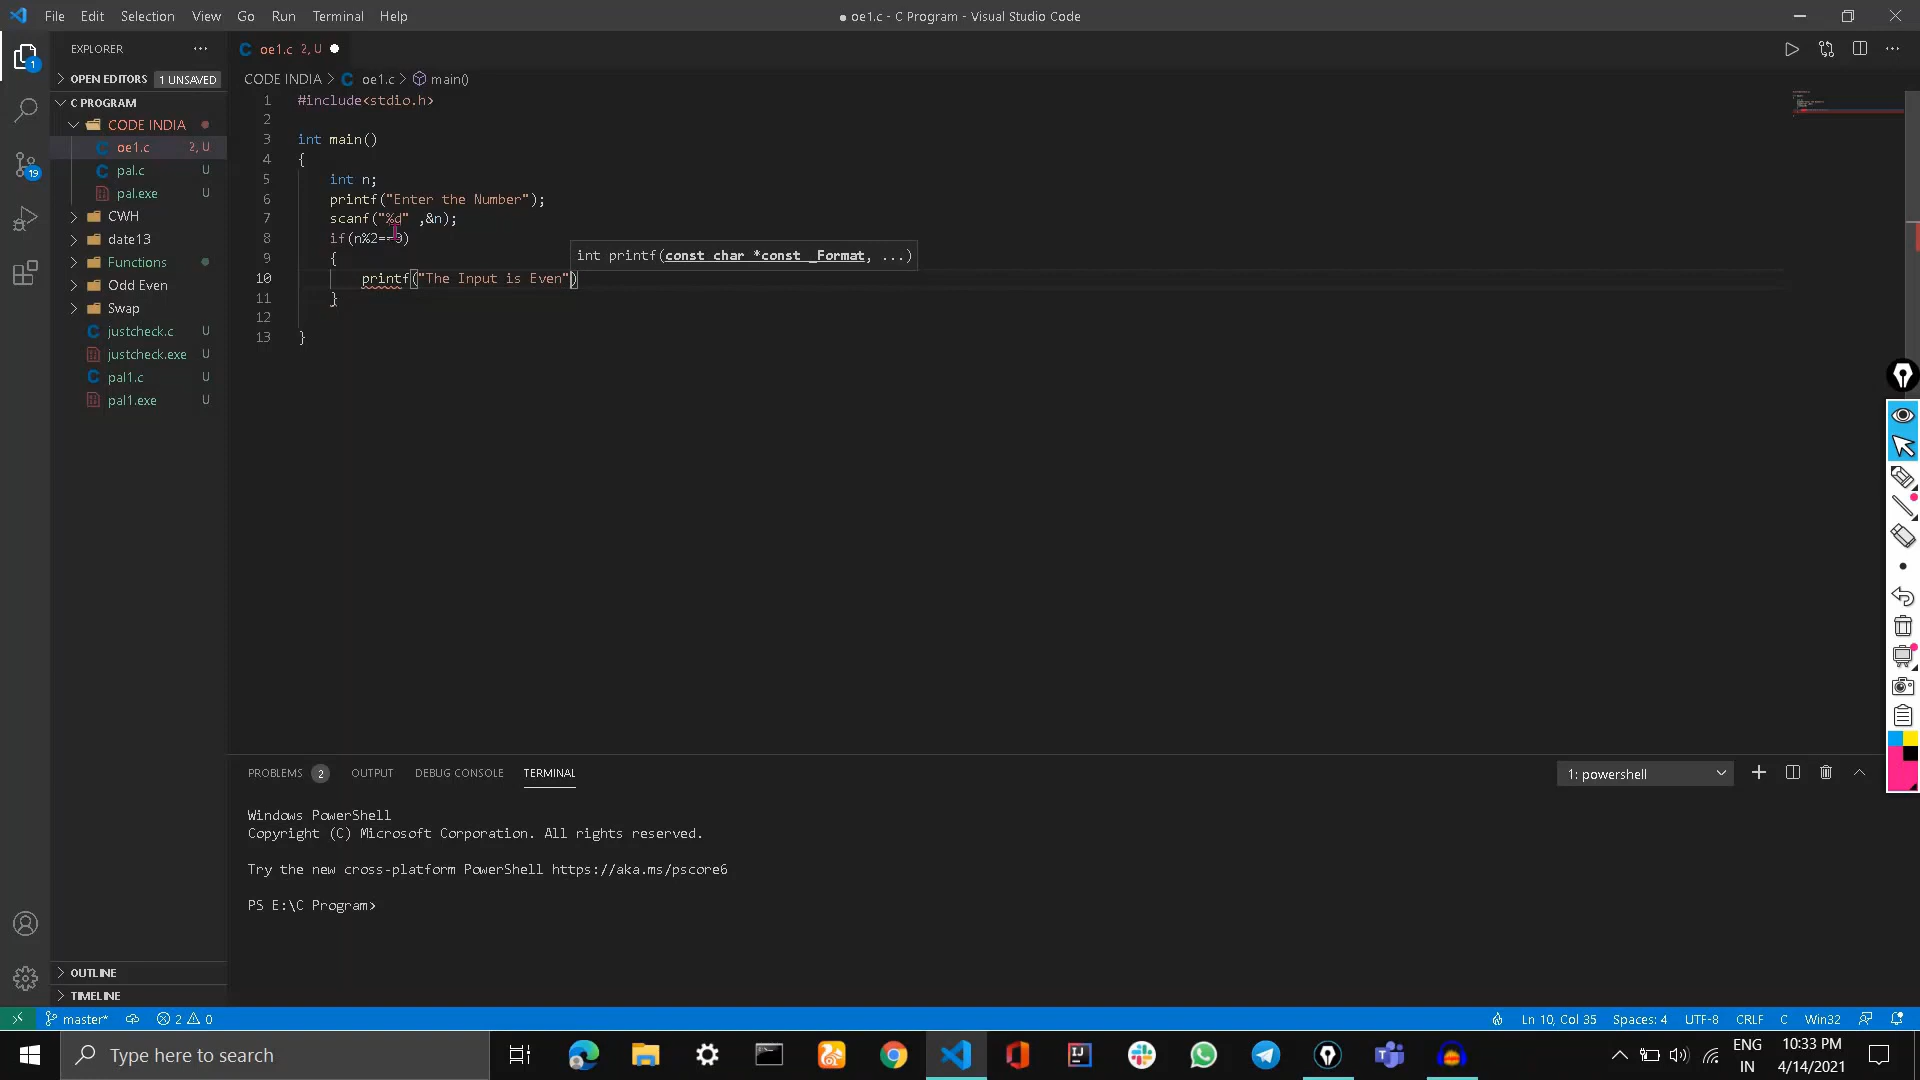 File Edit Selection View Go Run Terminal Help
● oe1.c - C Program - Visual Studio Code
EXPLORER ···
C oe1.c 2, U ●
OPEN EDITORS 1 UNSAVED
CODE INDIA > C oe1.c > main()
C PROGRAM
CODE INDIA
C oe1.c 2, U
C pal.c U
pal.exe U
CWH
date13
Functions
Odd Even
Swap
C justcheck.c U
justcheck.exe U
C pal1.c U
pal1.exe U
OUTLINE
TIMELINE
1 #include<stdio.h>
2
3 int main()
4 {
5 int n;
6 printf("Enter the Number");
7 scanf("%d" ,&n);
8 if(n%2==0)
9 {
int printf(const char *const _Format, ...)
10 printf("The Input is Even")
11 }
12
13 }
PROBLEMS 2 OUTPUT DEBUG CONSOLE TERMINAL
1: powershell
Windows PowerShell
Copyright (C) Microsoft Corporation. All rights reserved.
Try the new cross-platform PowerShell https://aka.ms/pscore6
PS E:\C Program>
1
19
master* 2 0
Ln 10, Col 35 Spaces: 4 UTF-8 CRLF C Win32
Type here to search
ENG
IN
10:33 PM
4/14/2021